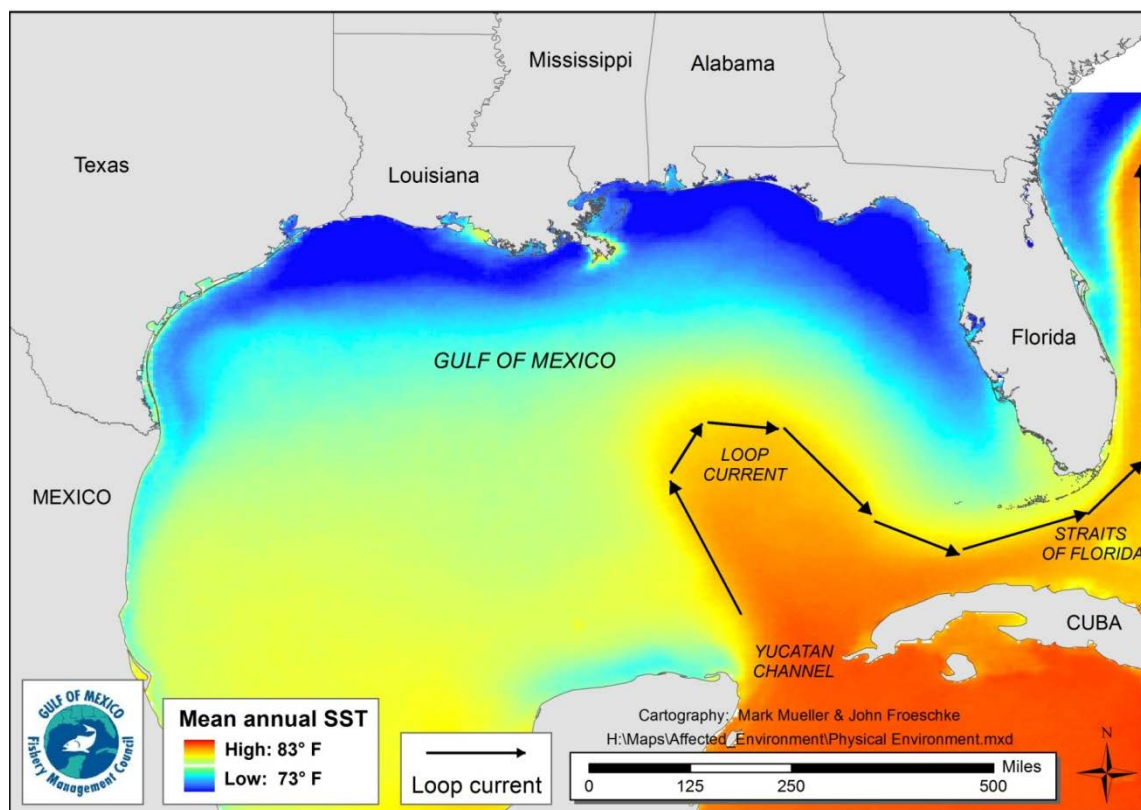 Mississippi
Alabama
Texas
Louisiana
GULF OF MEXICO
Florida
LOOP
CURRENT
MEXICO
STRAITS
OF FLORIDA
CUBA
YUCATAN
CHANNEL
GULF OF MEXICO
Fishery Management Council
Mean annual SST
High: 83° F
Low: 73° F
Loop current
Cartography: Mark Mueller & John Froeschke
H:\Maps\Affected_Environment\Physical Environment.mxd
Miles
0 125 250 500
N